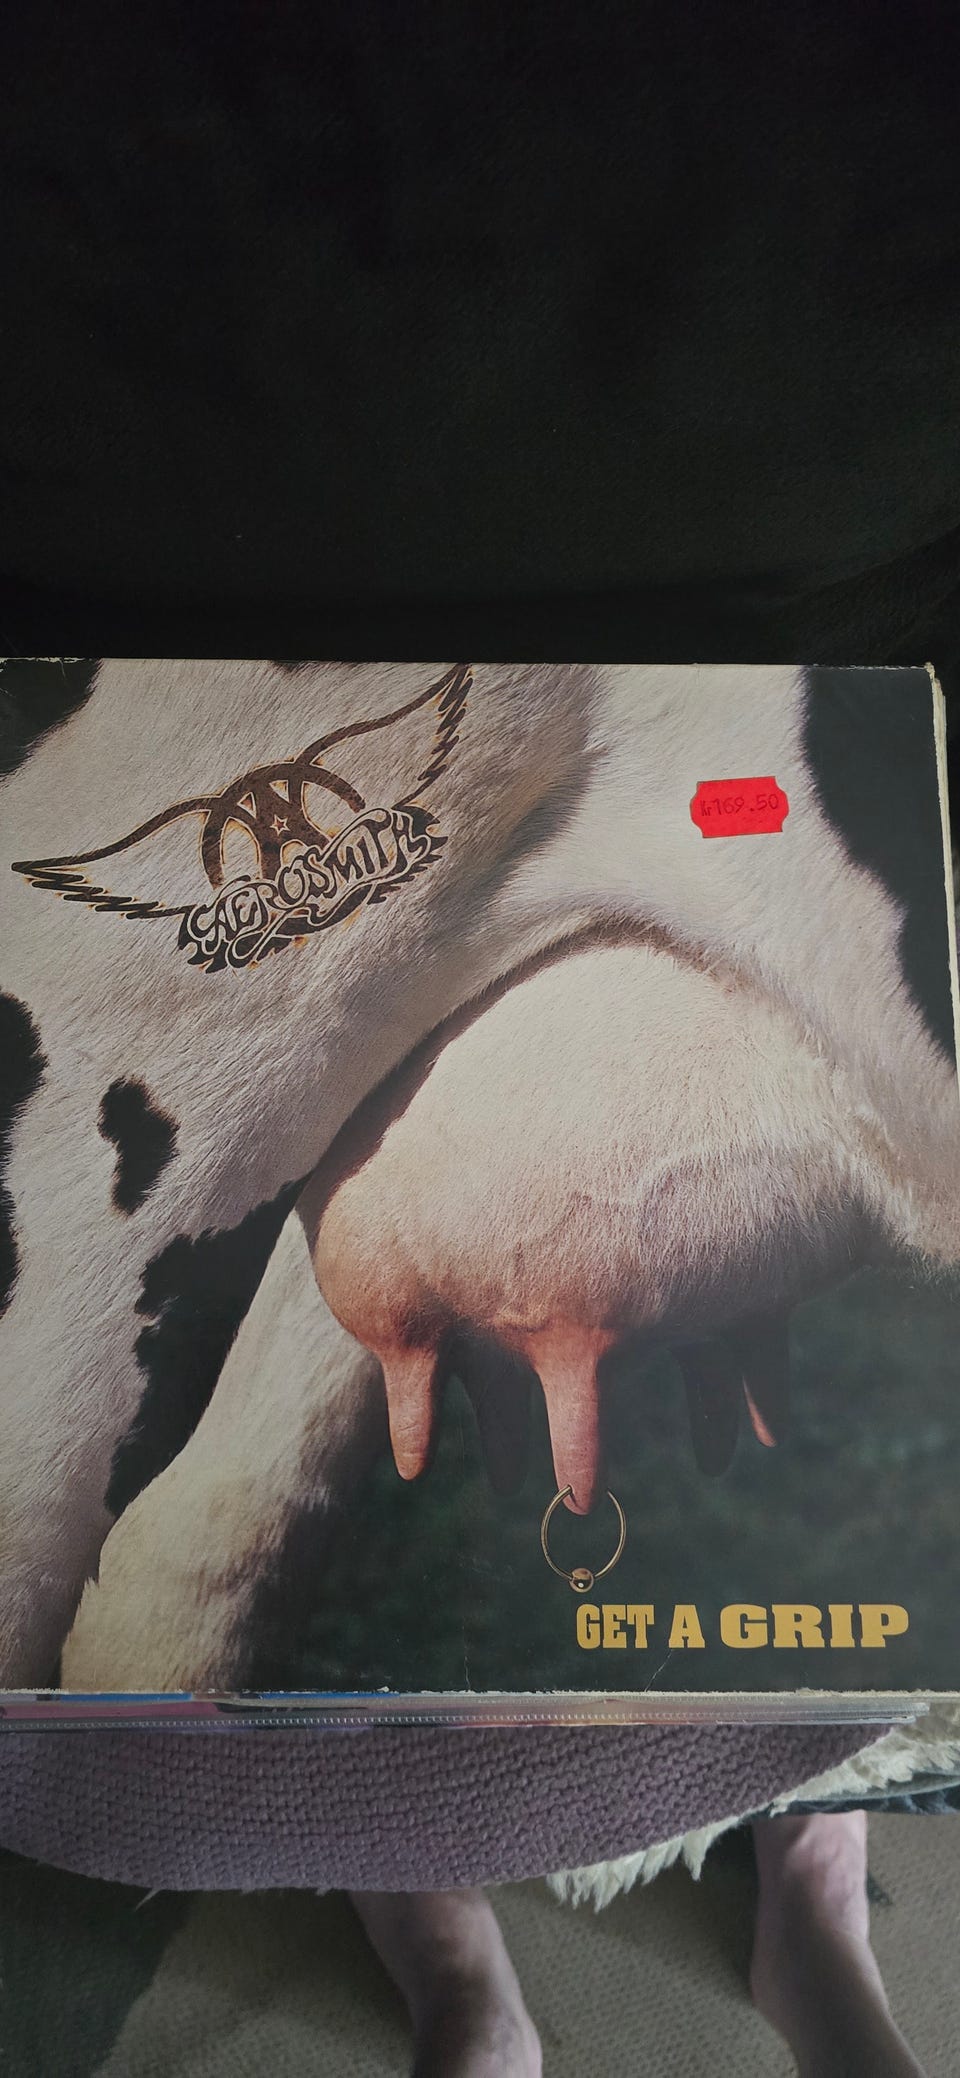 AEROSMITH
Kr169.50
GET A GRIP